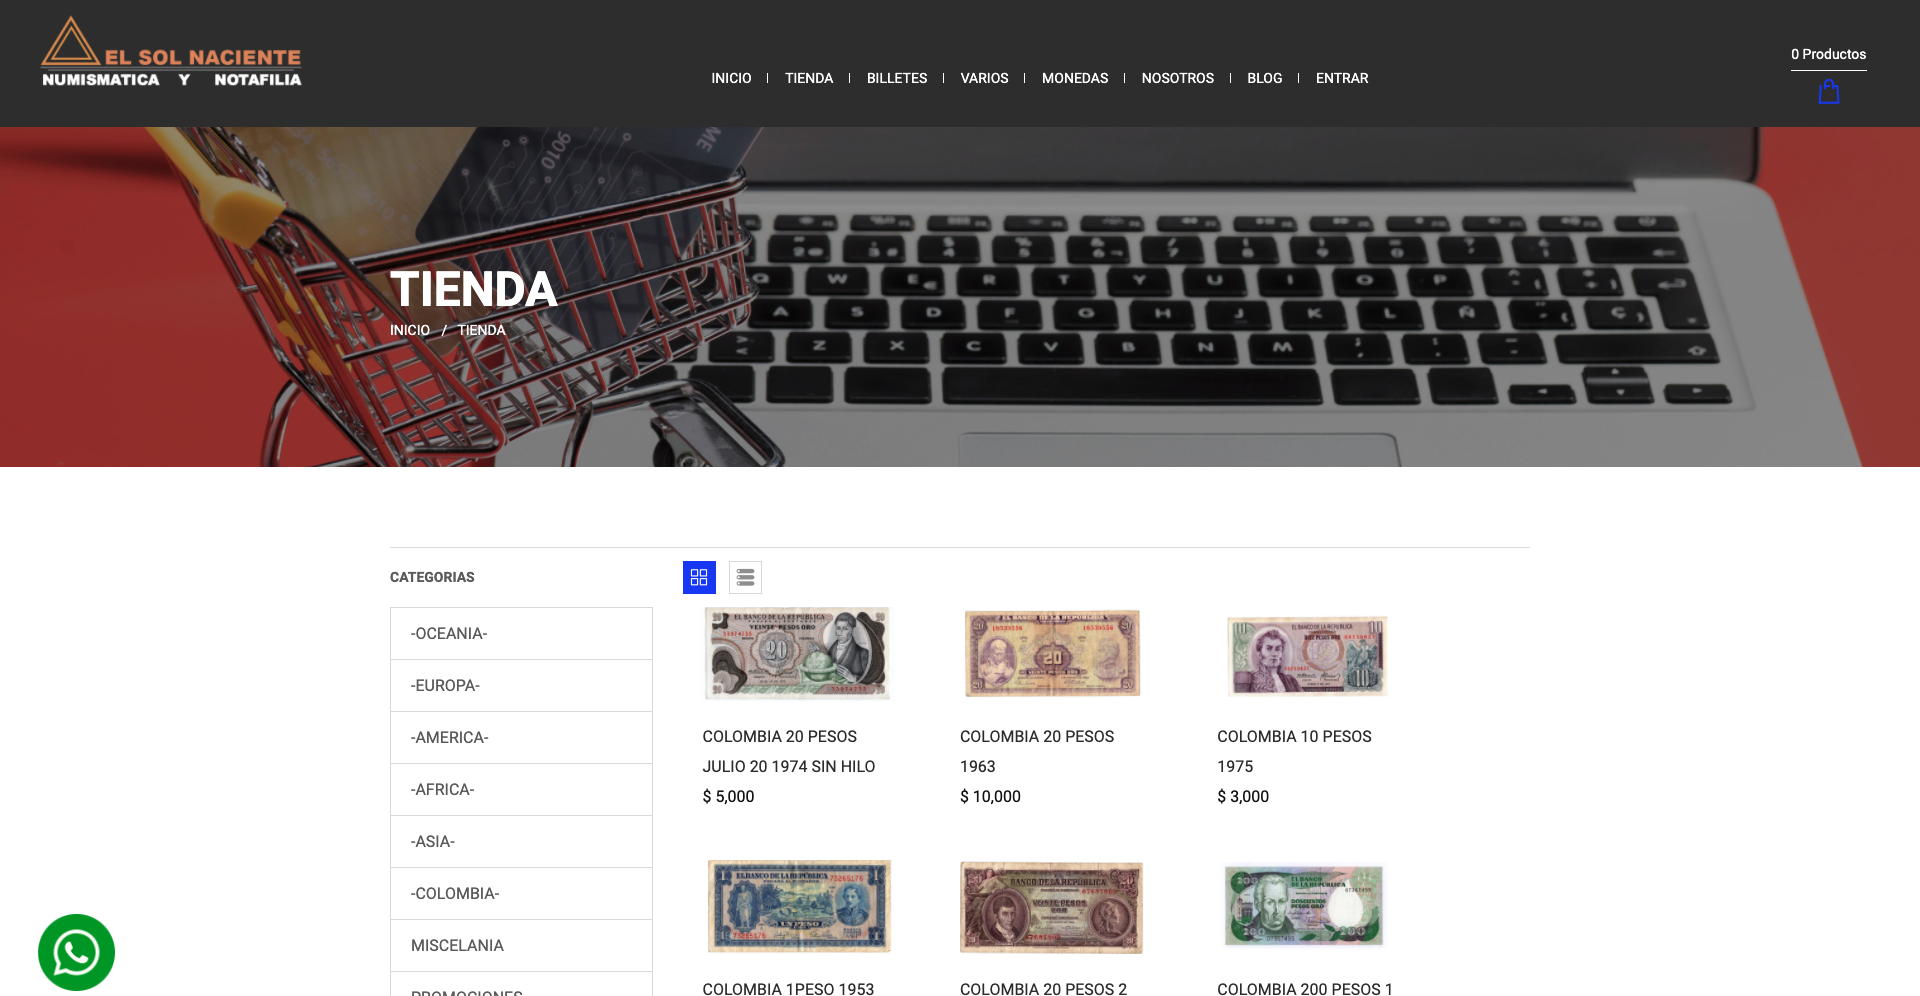 EL SOL NACIENTE
NUMISMATICA Y NOTAFILIA
INICIO
TIENDA
BILLETES
VARIOS
MONEDAS
NOSOTROS
BLOG
ENTRAR
0 Productos
TIENDA
INICIO / TIENDA
CATEGORIAS
-OCEANIA-
-EUROPA-
-AMERICA-
-AFRICA-
-ASIA-
-COLOMBIA-
MISCELANIA
PROMOCIONES
COLOMBIA 20 PESOS
JULIO 20 1974 SIN HILO
$ 5,000
COLOMBIA 20 PESOS
1963
$ 10,000
COLOMBIA 10 PESOS
1975
$ 3,000
COLOMBIA 1PESO 1953
COLOMBIA 20 PESOS 2
COLOMBIA 200 PESOS 1